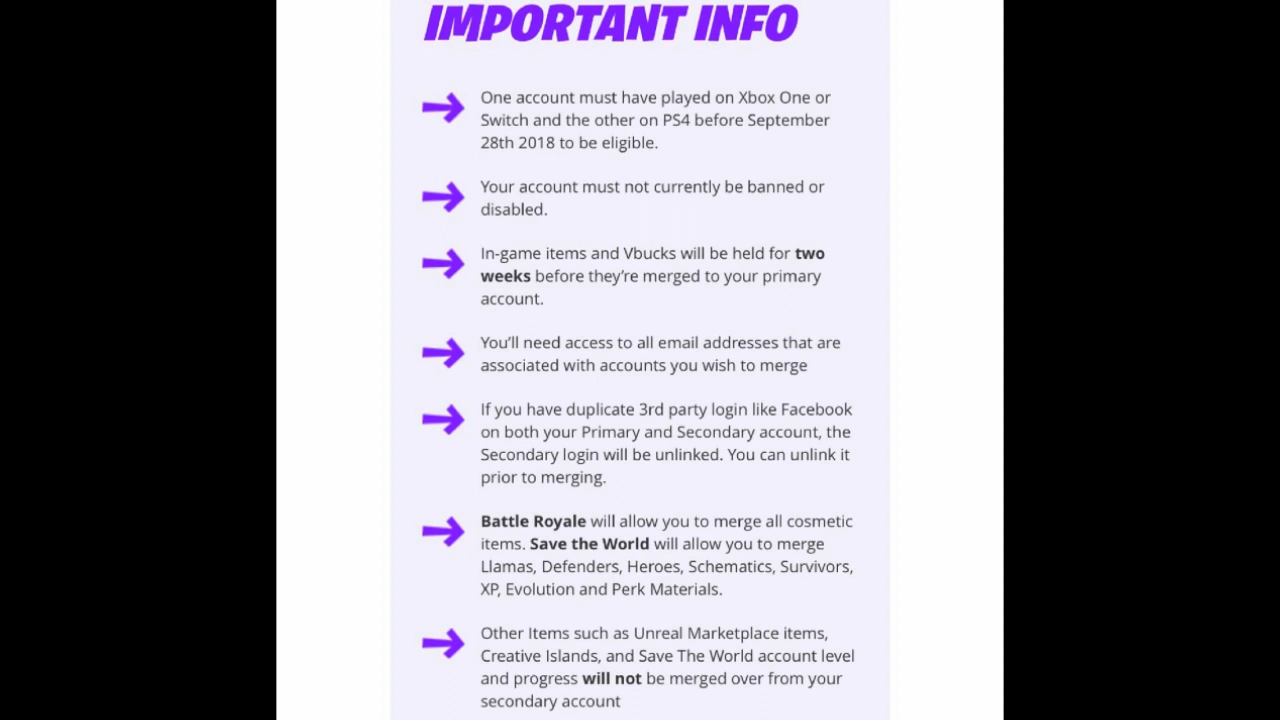 IMPORTANT INFO
One account must have played on Xbox One or
Switch and the other on PS4 before September
28th 2018 to be eligible.
Your account must not currently be banned or
disabled.
In-game items and Vbucks will be held for two
weeks before they’re merged to your primary
account.
You’ll need access to all email addresses that are
associated with accounts you wish to merge
If you have duplicate 3rd party login like Facebook
on both your Primary and Secondary account, the
Secondary login will be unlinked. You can unlink it
prior to merging.
Battle Royale will allow you to merge all cosmetic
items. Save the World will allow you to merge
Llamas, Defenders, Heroes, Schematics, Survivors,
XP, Evolution and Perk Materials.
Other Items such as Unreal Marketplace items,
Creative Islands, and Save The World account level
and progress will not be merged over from your
secondary account